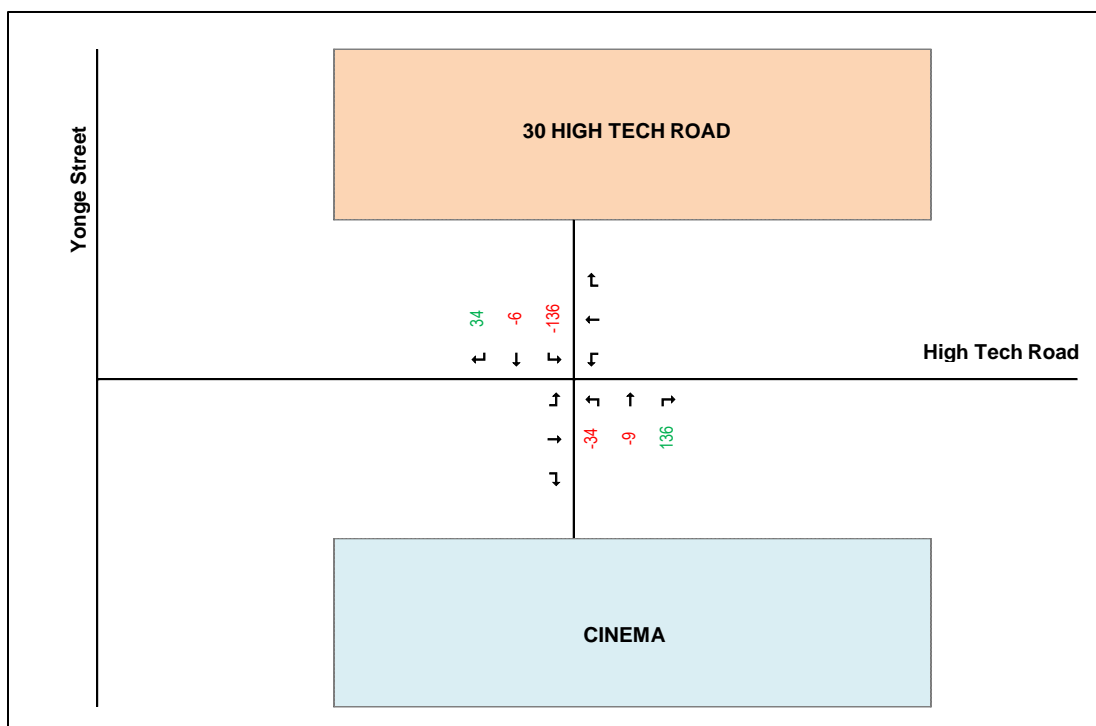 30 HIGH TECH ROAD
Yonge Street
34
-6
-136
High Tech Road
-34
-9
136
CINEMA